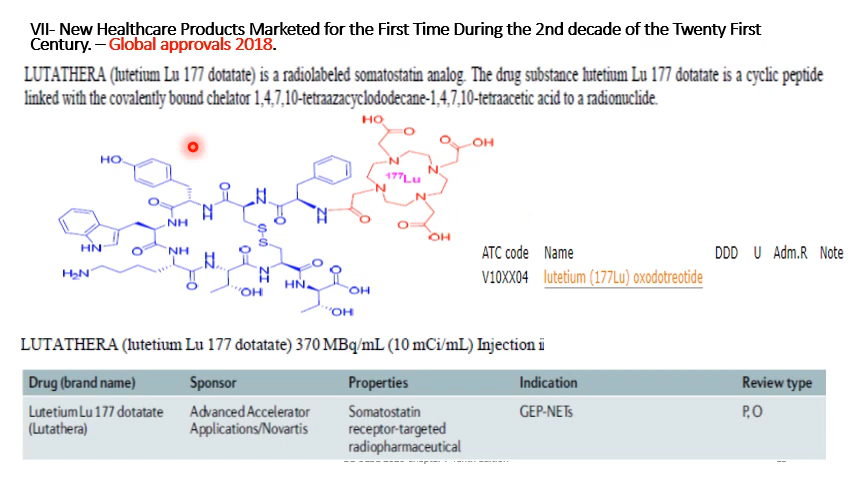 VII- New Healthcare Products Marketed for the First Time During the 2nd decade of the Twenty First
Century. – Global approvals 2018.
LUTATHERA (lutetium Lu 177 dotatate) is a radiolabeled somatostatin analog. The drug substance lutetium Lu 177 dotatate is a cyclic peptide
linked with the covalently bound chelator 1,4,7,10-tetraazacyclododecane-1,4,7,10-tetraacetic acid to a radionuclide.
HO
O
O
OH
N
N
177Lu
N
N
O
O
OH
HO
O
NH
N
H
O
H
N
O
N
H
S
S
HN
O
NH
H2N
O
H
N
O
N
H
O
HN
O
OH
OH
OH
ATC code Name DDD U Adm.R Note
V10XX04 lutetium (177Lu) oxodotreotide
LUTATHERA (lutetium Lu 177 dotatate) 370 MBq/mL (10 mCi/mL) Injection
Drug (brand name) Sponsor Properties Indication Review type
Lutetium Lu 177 dotatate Advanced Accelerator Somatostatin GEP-NETs P, O
(Lutathera) Applications/Novartis receptor-targeted
radiopharmaceutical